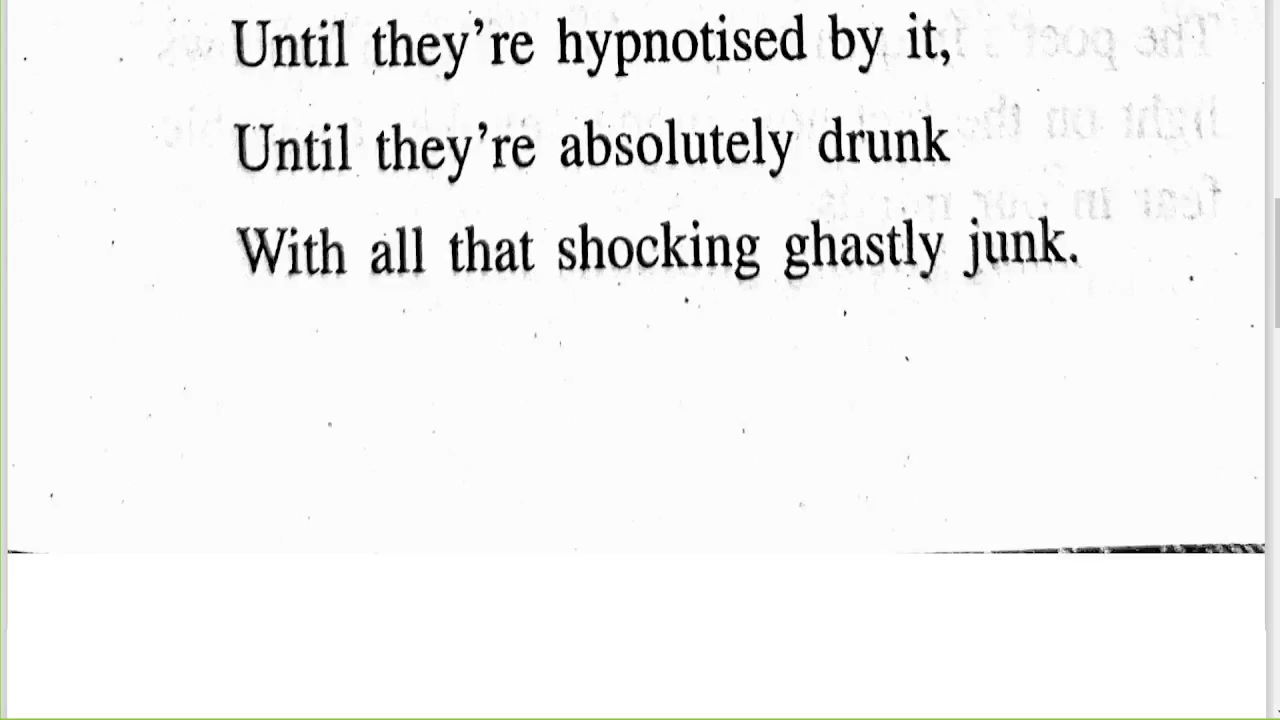 Until they're hypnotised by it,
Until they're absolutely drunk
With all that shocking ghastly junk.